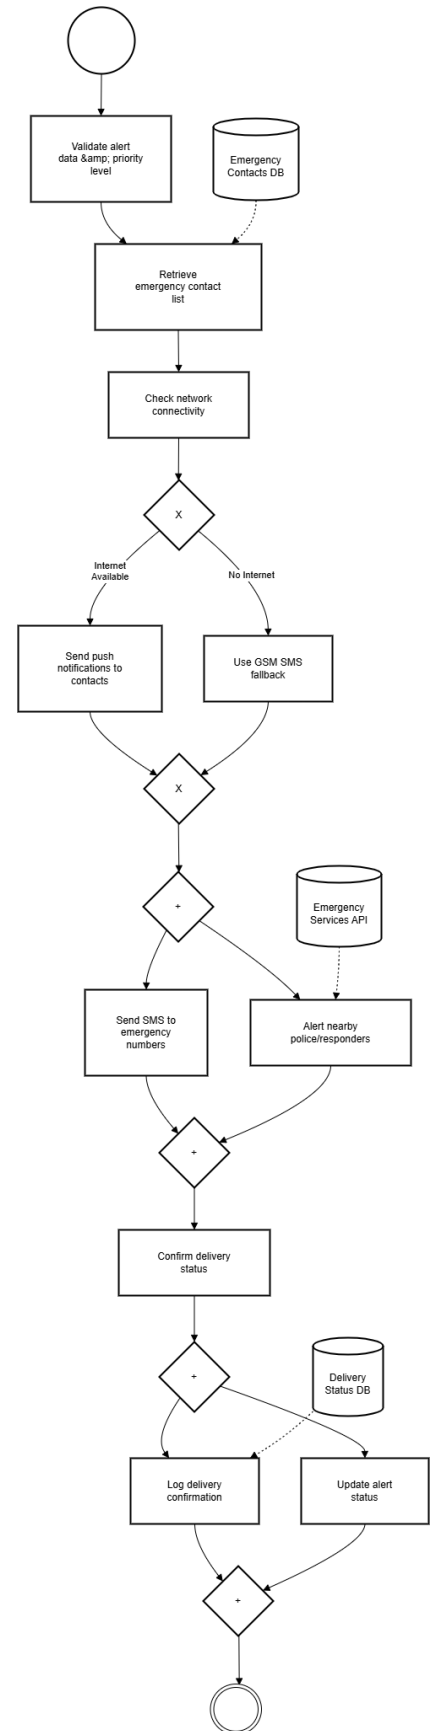 Validate alert
data &amp; priority
level
Emergency
Contacts DB
Retrieve
emergency contact
list
Check network
connectivity
X
Internet
Available
No Internet
Send push
notifications to
contacts
Use GSM SMS
fallback
X
+
Emergency
Services API
Send SMS to
emergency
numbers
Alert nearby
police/responders
+
Confirm delivery
status
+
Delivery
Status DB
Log delivery
confirmation
Update alert
status
+